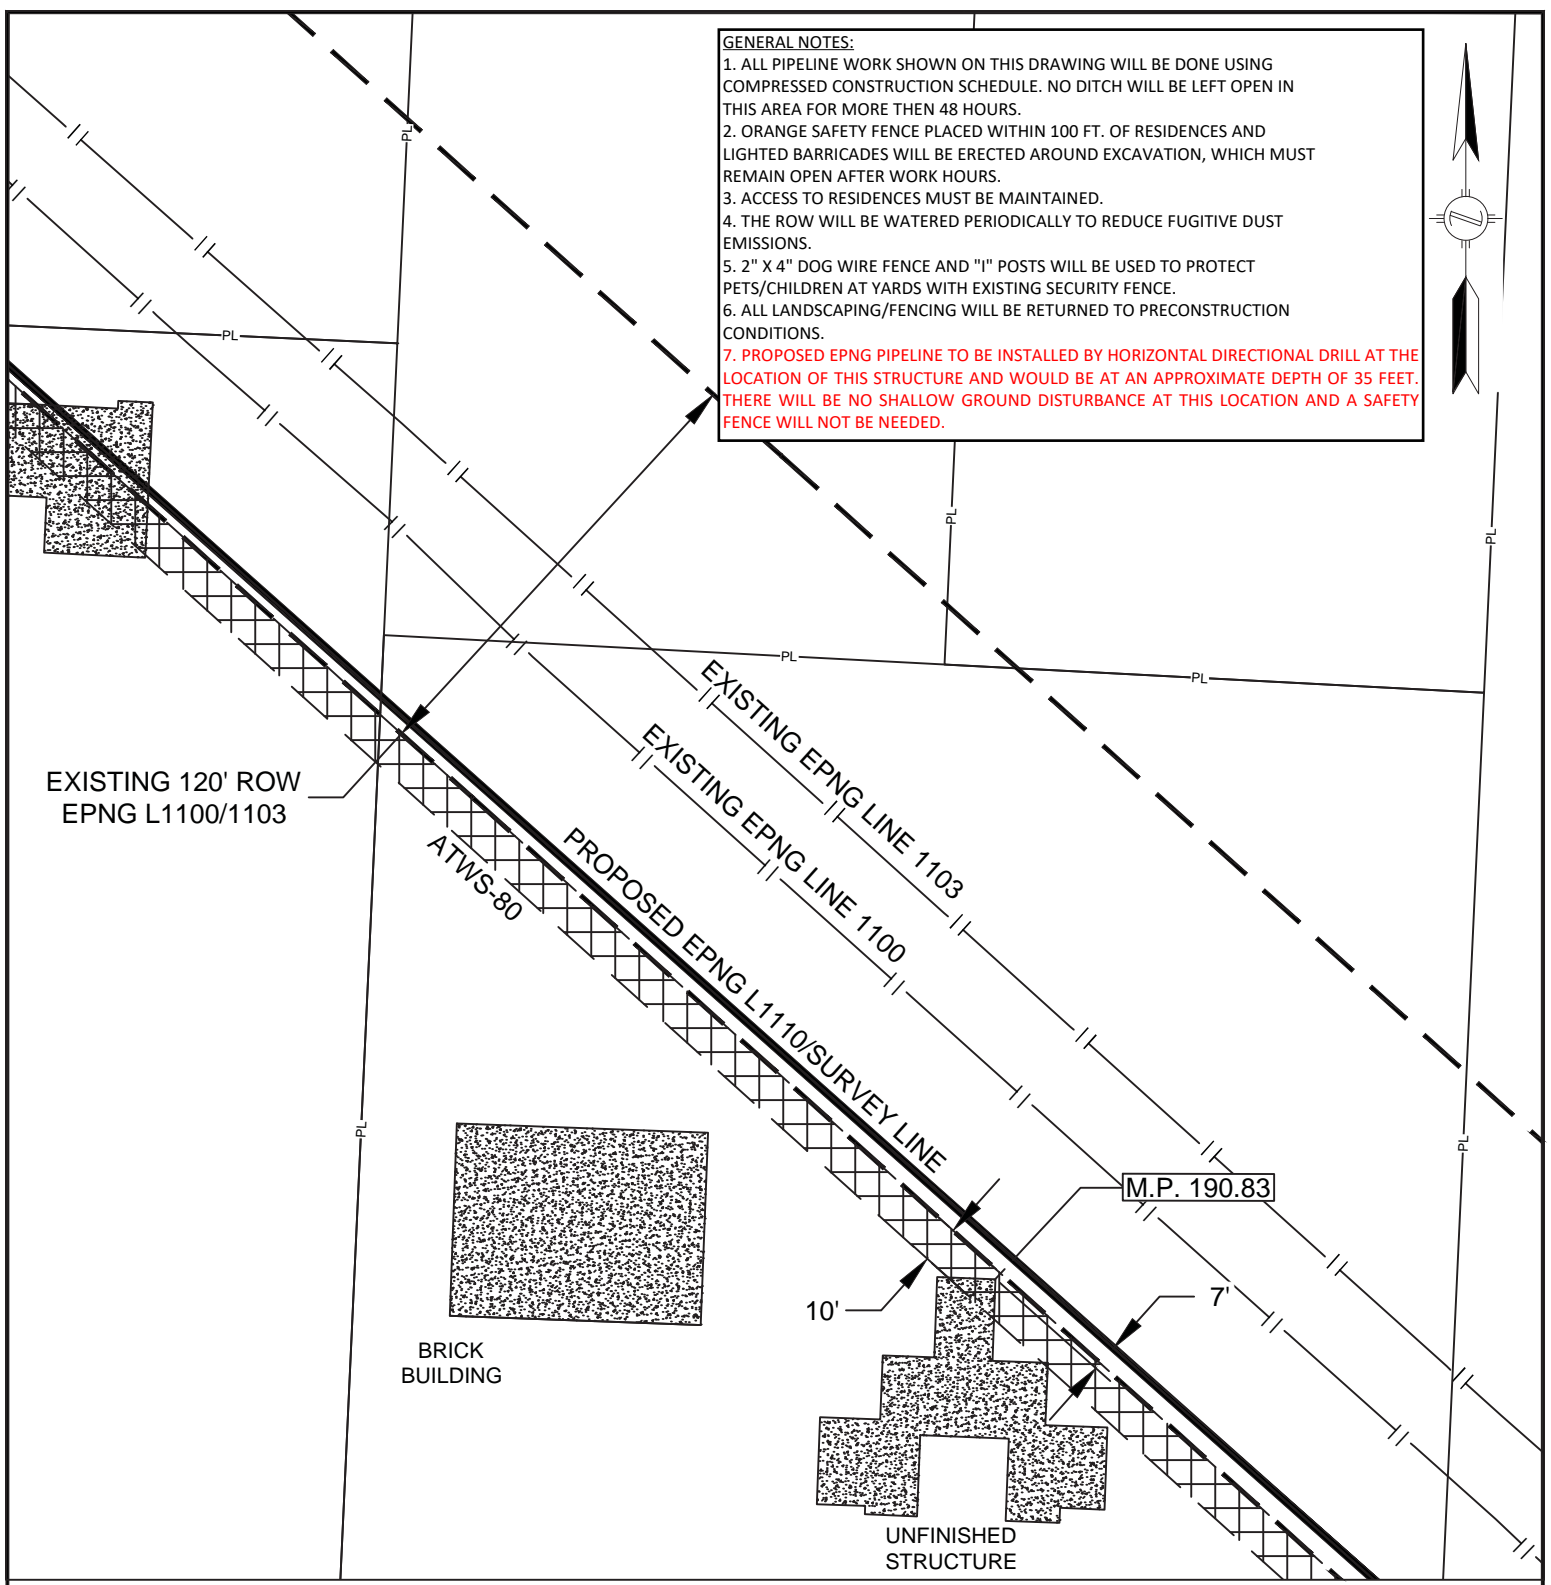 GENERAL NOTES:
1. ALL PIPELINE WORK SHOWN ON THIS DRAWING WILL BE DONE USING
COMPRESSED CONSTRUCTION SCHEDULE. NO DITCH WILL BE LEFT OPEN IN
THIS AREA FOR MORE THEN 48 HOURS.
2. ORANGE SAFETY FENCE PLACED WITHIN 100 FT. OF RESIDENCES AND
LIGHTED BARRICADES WILL BE ERECTED AROUND EXCAVATION, WHICH MUST
REMAIN OPEN AFTER WORK HOURS.
3. ACCESS TO RESIDENCES MUST BE MAINTAINED.
4. THE ROW WILL BE WATERED PERIODICALLY TO REDUCE FUGITIVE DUST
EMISSIONS.
5. 2" X 4" DOG WIRE FENCE AND "I" POSTS WILL BE USED TO PROTECT
PETS/CHILDREN AT YARDS WITH EXISTING SECURITY FENCE.
6. ALL LANDSCAPING/FENCING WILL BE RETURNED TO PRECONSTRUCTION
CONDITIONS.
7. PROPOSED EPNG PIPELINE TO BE INSTALLED BY HORIZONTAL DIRECTIONAL DRILL AT THE
LOCATION OF THIS STRUCTURE AND WOULD BE AT AN APPROXIMATE DEPTH OF 35 FEET.
THERE WILL BE NO SHALLOW GROUND DISTURBANCE AT THIS LOCATION AND A SAFETY
FENCE WILL NOT BE NEEDED.
Z
PL
PL
PL
PL
PL
PL
EXISTING EPNG LINE 1103
EXISTING EPNG LINE 1100
EXISTING 120' ROW
EPNG L1100/1103
ATWS-80
PROPOSED EPNG L1110/SURVEY LINE
PL
PL
M.P. 190.83
10'
7'
BRICK
BUILDING
UNFINISHED
STRUCTURE